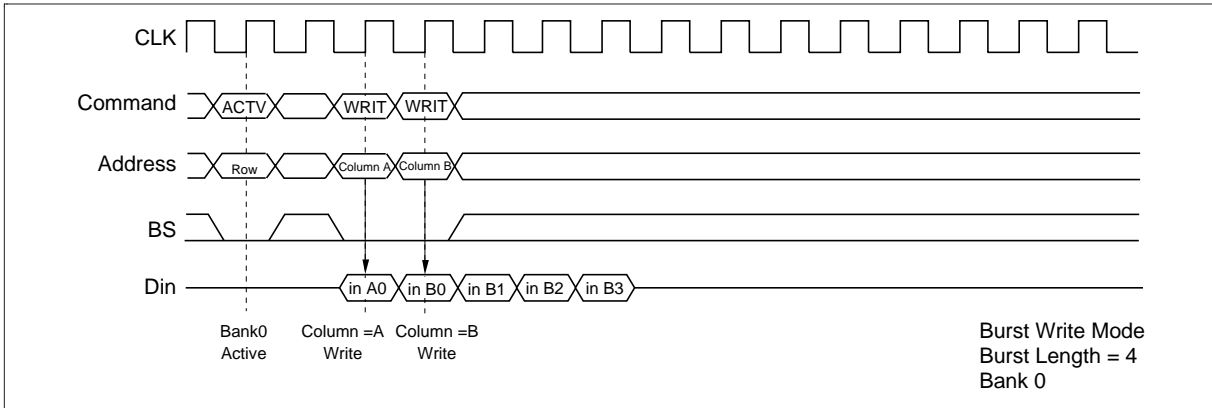 CLK
Command ACTV WRIT WRIT
Address Row Column A Column B
BS
Din in A0 in B0 in B1 in B2 in B3
Bank0 Column =A Column =B
Active Write Write
Burst Write Mode
Burst Length = 4
Bank 0